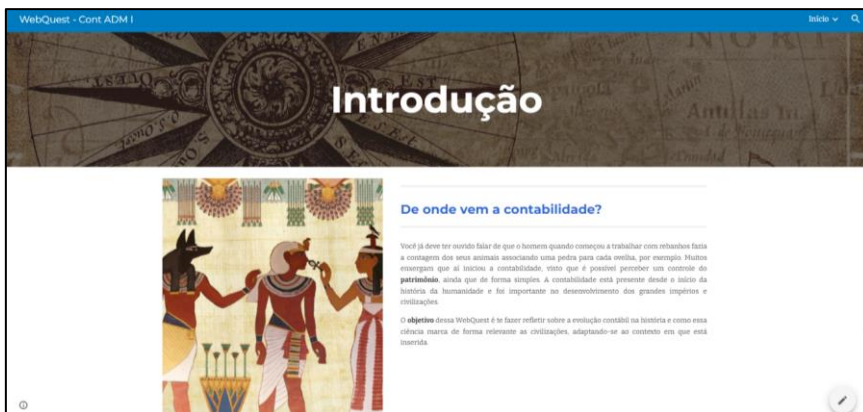 WebQuest - Cont ADM I
Início
Introdução
De onde vem a contabilidade?
Você já deve ter ouvido falar de que o homem quando começou a trabalhar com rebanhos fazia
a contagem dos seus animais associando uma pedra para cada ovelha, por exemplo. Muitos
enxergam que aí iniciou a contabilidade, visto que é possível perceber um controle do
patrimônio, ainda que de forma simples. A contabilidade está presente desde o início da
história da humanidade e foi importante no desenvolvimento dos grandes impérios e
civilizações.
O objetivo dessa WebQuest é te fazer refletir sobre a evolução contábil na história e como essa
ciência marca de forma relevante as civilizações, adaptando-se ao contexto em que está
inserida.